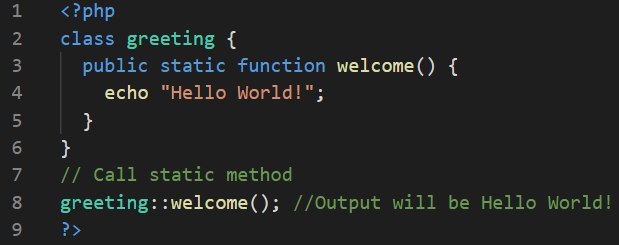 1 <?php
2 class greeting {
3 public static function welcome() {
4 echo "Hello World!";
5 }
6 }
7 // Call static method
8 greeting::welcome(); //Output will be Hello World!
9 ?>